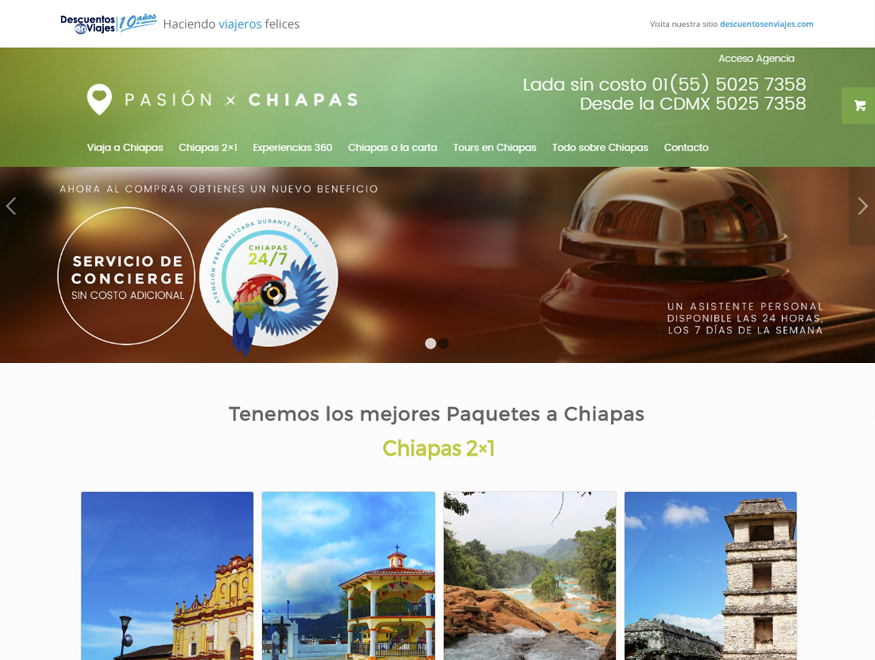 Descuentos
en Viajes
10 años
Haciendo viajeros felices
Visita nuestra sitio descuentosenviajes.com
Acceso Agencia
PASIÓN × CHIAPAS
Lada sin costo 01(55) 5025 7358
Desde la CDMX 5025 7358
Viaja a Chiapas Chiapas 2×1 Experiencias 360 Chiapas a la carta Tours en Chiapas Todo sobre Chiapas Contacto
AHORA AL COMPRAR OBTIENES UN NUEVO BENEFICIO
SERVICIO DE
CONCIERGE
SIN COSTO ADICIONAL
ATENCIÓN PERSONALIZADA DURANTE TU VIAJE
CHIAPAS
24/7
UN ASISTENTE PERSONAL
DISPONIBLE LAS 24 HORAS,
LOS 7 DÍAS DE LA SEMANA
Tenemos los mejores Paquetes a Chiapas
Chiapas 2×1